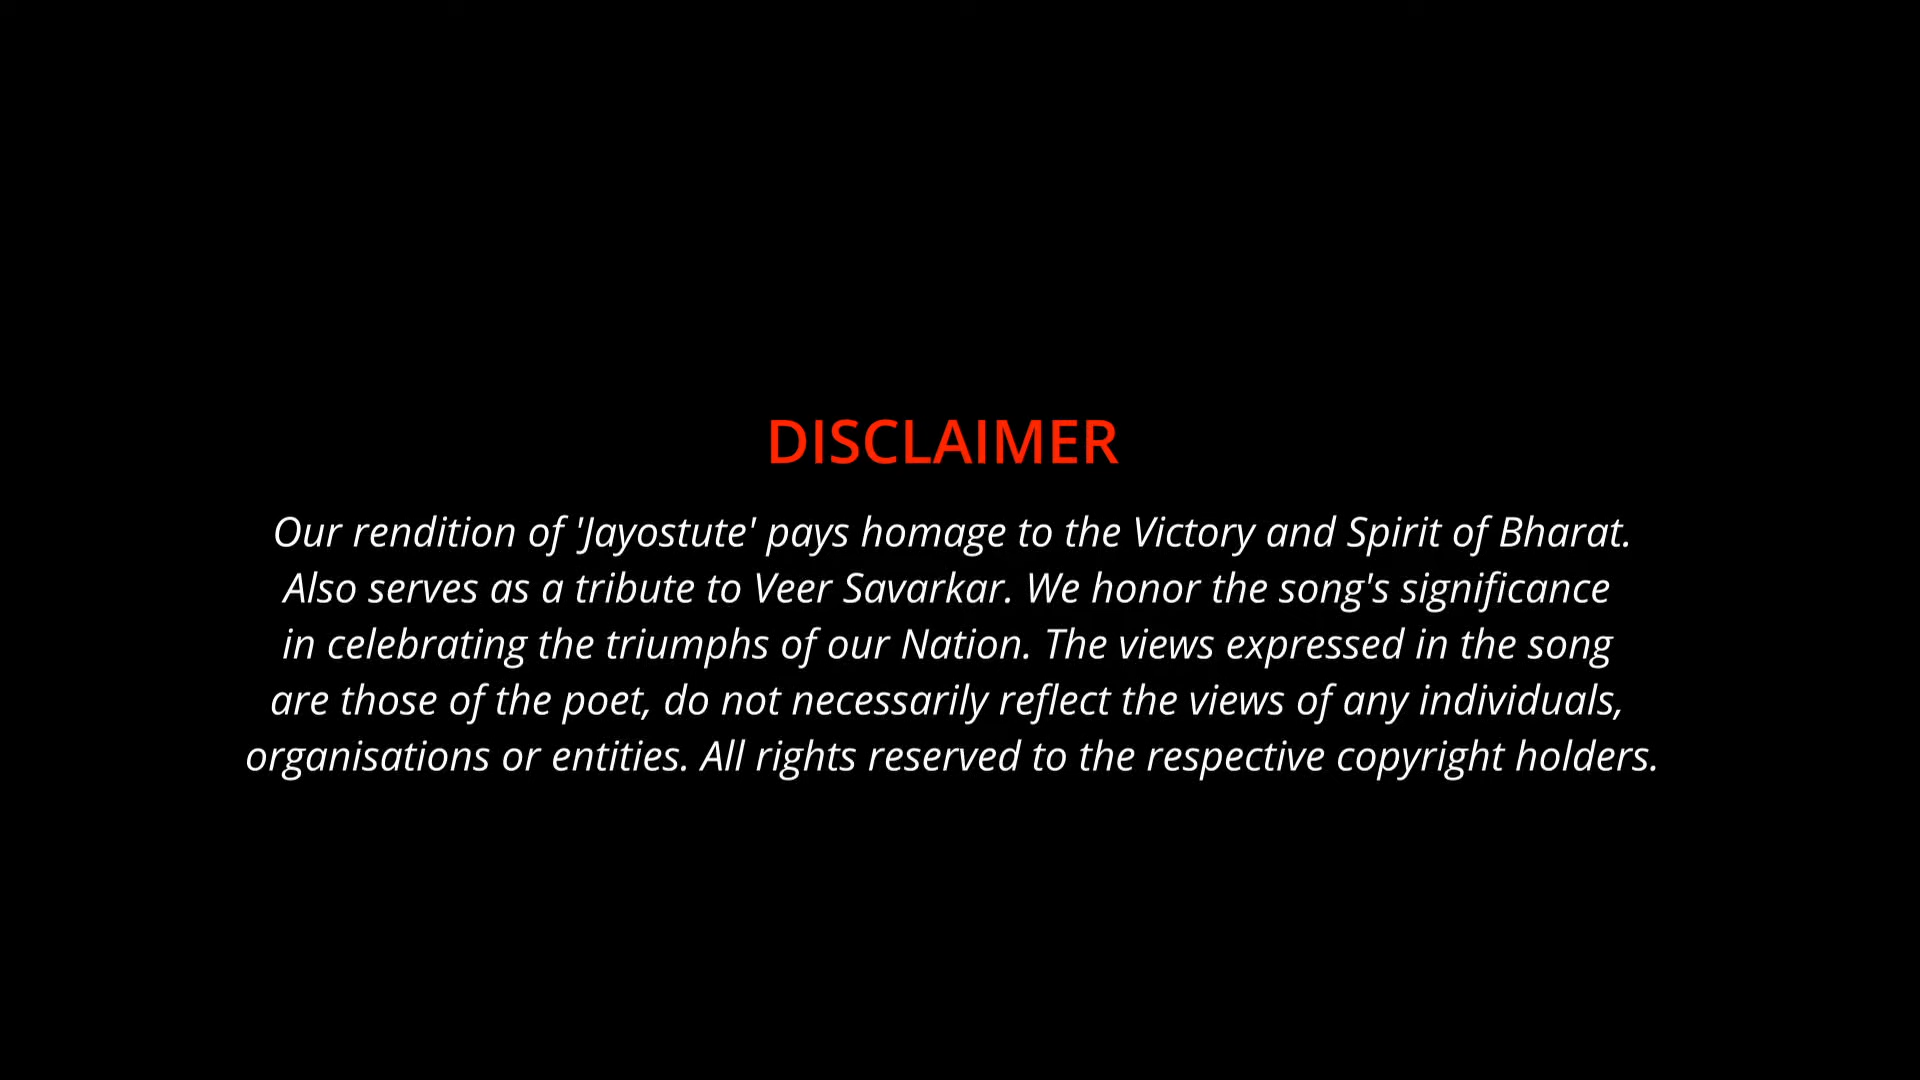 DISCLAIMER
Our rendition of 'Jayostute' pays homage to the Victory and Spirit of Bharat.
Also serves as a tribute to Veer Savarkar. We honor the song's significance
in celebrating the triumphs of our Nation. The views expressed in the song
are those of the poet, do not necessarily reflect the views of any individuals,
organisations or entities. All rights reserved to the respective copyright holders.